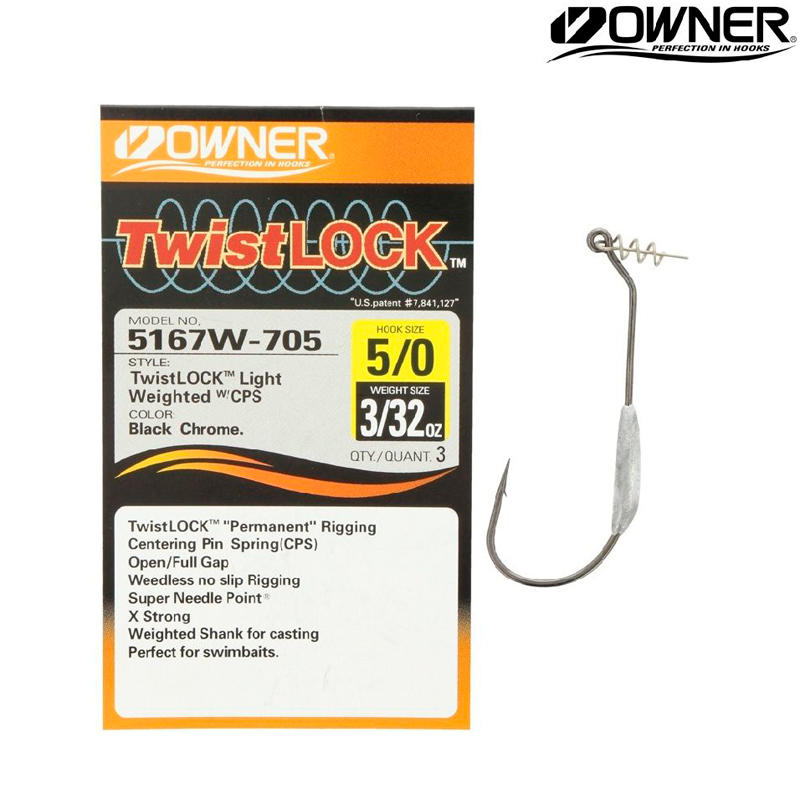 OWNER®
PERFECTION IN HOOKS
OWNER®
PERFECTION IN HOOKS
TwistLOCK™
"U.S.patent #7,841,127"
MODEL NO,
5167W-705
STYLE:
TwistLOCK™ Light
Weighted W/CPS
COLOR:
Black Chrome.
HOOK SIZE
5/0
WEIGHT SIZE
3/32OZ
QTY./QUANT. 3
TwistLOCK™ "Permanent" Rigging
Centering Pin Spring(CPS)
Open/Full Gap
Weedless no slip Rigging
Super Needle Point®
X Strong
Weighted Shank for casting
Perfect for swimbaits.